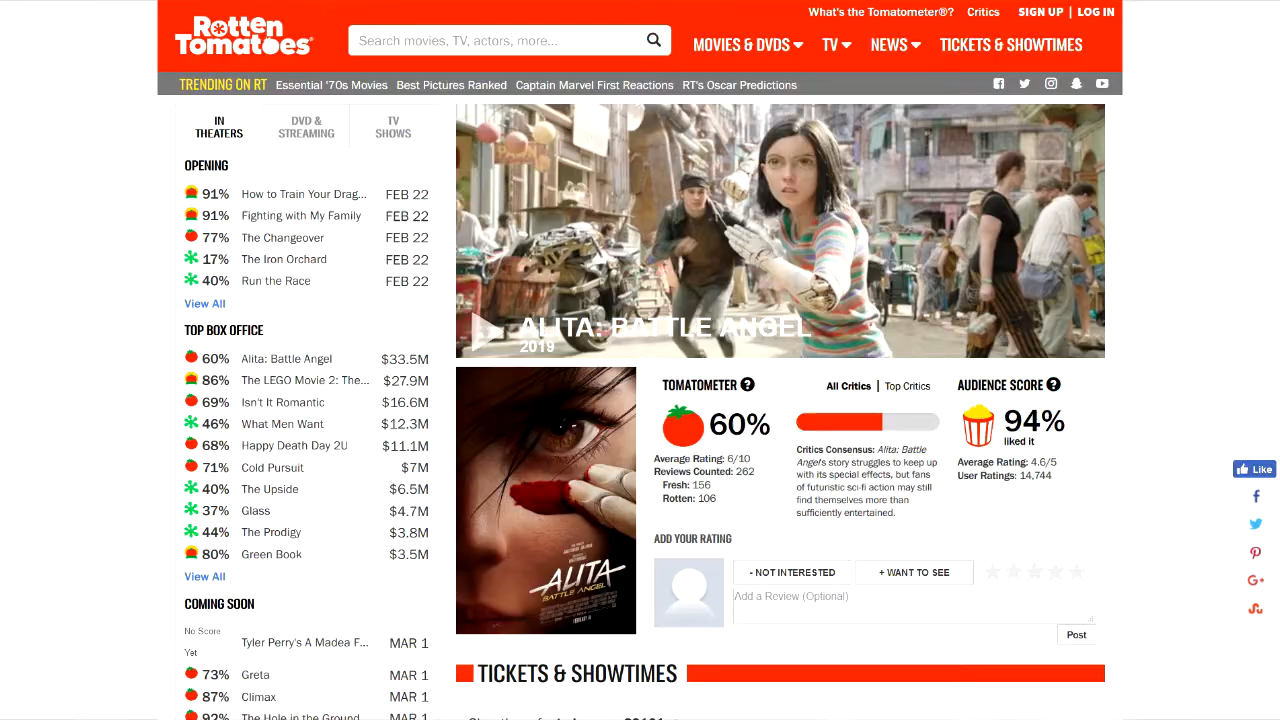 What's the Tomatometer®? Critics SIGN UP | LOG IN
Rotten
Tomatoes®
Search movies, TV, actors, more...
MOVIES & DVDS TV NEWS TICKETS & SHOWTIMES
TRENDING ON RT Essential '70s Movies Best Pictures Ranked Captain Marvel First Reactions RT's Oscar Predictions
IN THEATERS
DVD & STREAMING
TV SHOWS
OPENING
91% How to Train Your Drag... FEB 22
91% Fighting with My Family FEB 22
77% The Changeover FEB 22
17% The Iron Orchard FEB 22
40% Run the Race FEB 22
View All
TOP BOX OFFICE
60% Alita: Battle Angel $33.5M
86% The LEGO Movie 2: The... $27.9M
69% Isn't It Romantic $16.6M
46% What Men Want $12.3M
68% Happy Death Day 2U $11.1M
71% Cold Pursuit $7M
40% The Upside $6.5M
37% Glass $4.7M
44% The Prodigy $3.8M
80% Green Book $3.5M
View All
COMING SOON
No Score Yet Tyler Perry's A Madea F... MAR 1
73% Greta MAR 1
87% Climax MAR 1
92% The Hole in the Ground MAR 1
ALITA: BATTLE ANGEL
2019
ALITA
BATTLE ANGEL
TOMATOMETER
60%
Average Rating: 6/10
Reviews Counted: 262
Fresh: 156
Rotten: 106
All Critics | Top Critics
Critics Consensus: Alita: Battle
Angel's story struggles to keep up
with its special effects, but fans
of futuristic sci-fi action may still
find themselves more than
sufficiently entertained.
AUDIENCE SCORE
94%
liked it
Average Rating: 4.6/5
User Ratings: 14,744
ADD YOUR RATING
- NOT INTERESTED + WANT TO SEE
Add a Review (Optional)
Post
TICKETS & SHOWTIMES
Like